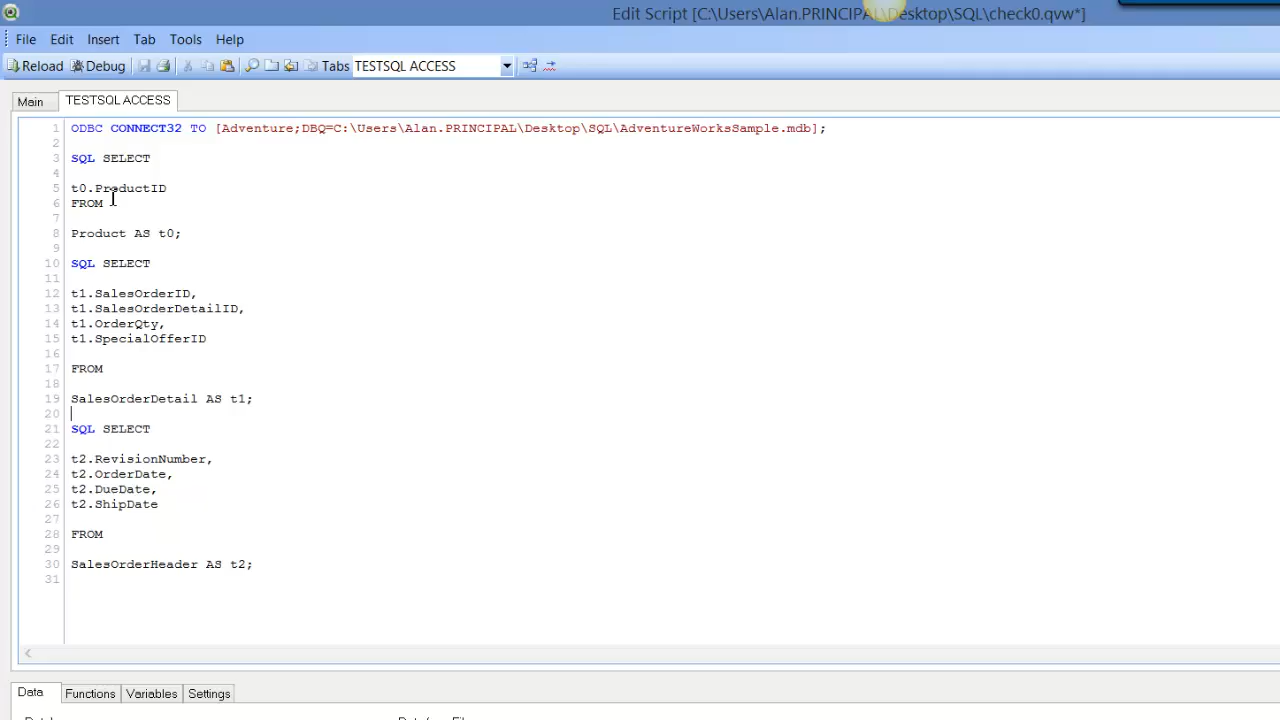 Edit Script [C:\Users\Alan.PRINCIPAL\Desktop\SQL\check0.qvw*]
File Edit Insert Tab Tools Help
Reload Debug Tabs TESTSQL ACCESS
Main TESTSQL ACCESS
1 ODBC CONNECT32 TO [Adventure;DBQ=C:\Users\Alan.PRINCIPAL\Desktop\SQL\AdventureWorksSample.mdb];
2
3 SQL SELECT
4
5 t0.ProductID
6 FROM
7
8 Product AS t0;
9
10 SQL SELECT
11
12 t1.SalesOrderID,
13 t1.SalesOrderDetailID,
14 t1.OrderQty,
15 t1.SpecialOfferID
16
17 FROM
18
19 SalesOrderDetail AS t1;
20
21 SQL SELECT
22
23 t2.RevisionNumber,
24 t2.OrderDate,
25 t2.DueDate,
26 t2.ShipDate
27
28 FROM
29
30 SalesOrderHeader AS t2;
31
Data Functions Variables Settings